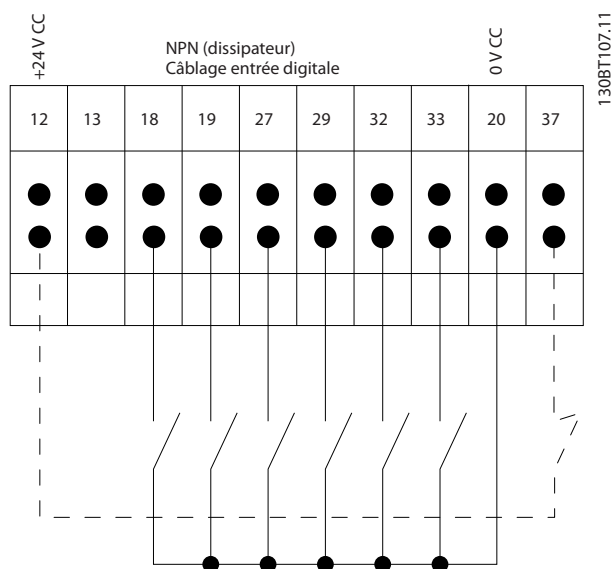 +24 V CC
NPN (dissipateur)
Câblage entrée digitale
0 V CC
130BT107.11
12 13 18 19 27 29 32 33 20 37